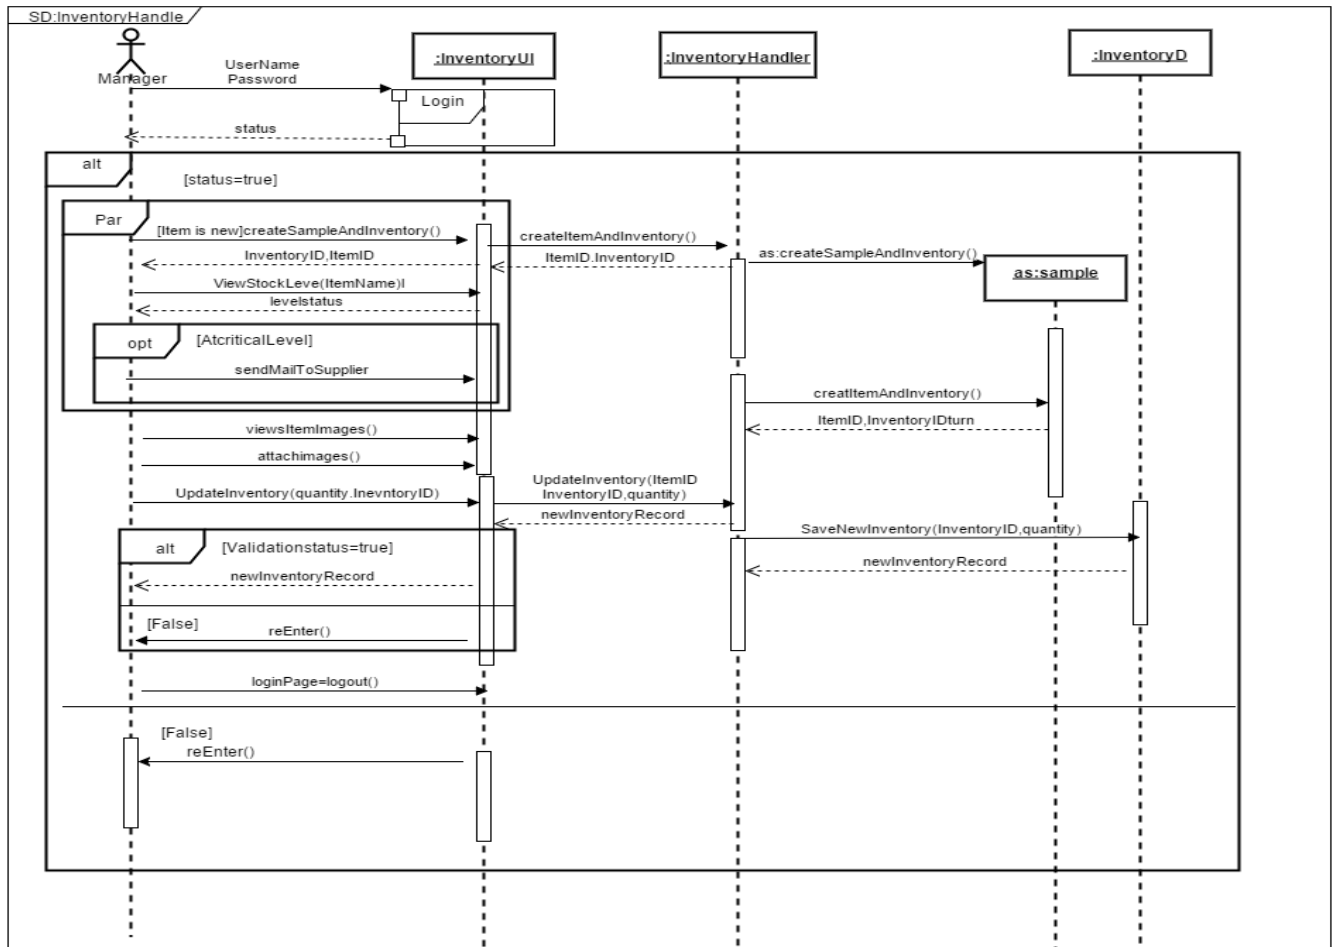 SD:InventoryHandle
Manager
:InventoryUI
:InventoryHandler
:InventoryD
UserName
Password
Login
status
alt
[status=true]
Par
[Item is new]createSampleAndInventory()
createItemAndInventory()
as:createSampleAndInventory()
InventoryID,ItemID
ItemID.InventoryID
as:sample
ViewStockLeve(ItemName)l
levelstatus
opt
[AtcriticalLevel]
sendMailToSupplier
creatItemAndInventory()
ItemID,InventoryIDturn
viewsItemImages()
attachimages()
UpdateInventory(quantity.InevntoryID)
UpdateInventory(ItemID
InventoryID,quantity)
newInventoryRecord
SaveNewInventory(InventoryID,quantity)
alt
[Validationstatus=true]
newInventoryRecord
newInventoryRecord
[False]
reEnter()
loginPage=logout()
[False]
reEnter()